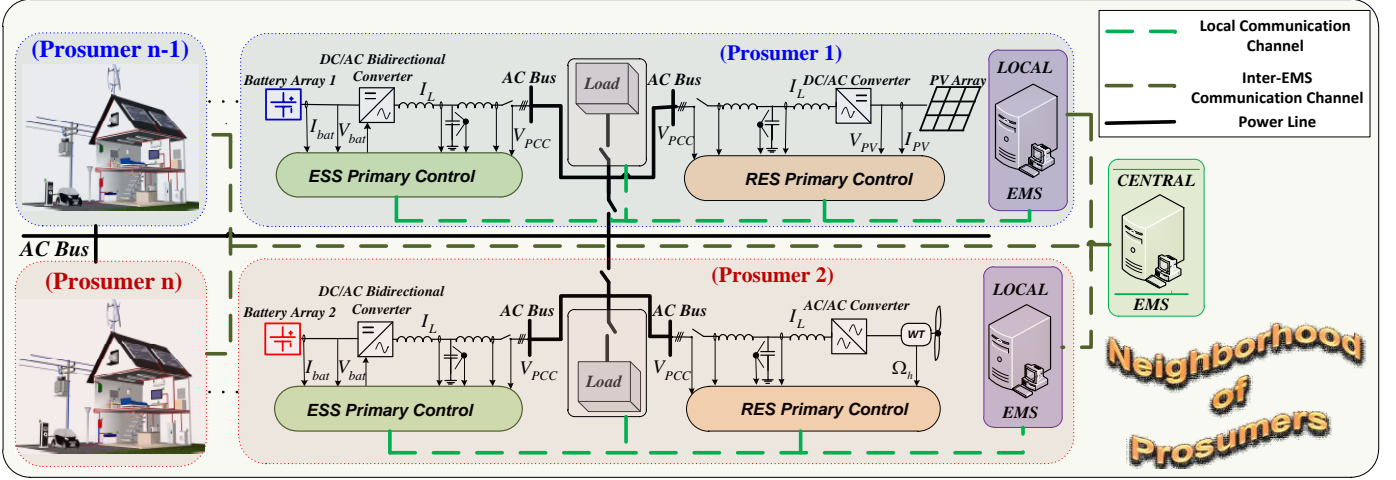 (Prosumer n-1)
(Prosumer 1)
Local Communication
Channel
Inter-EMS
Communication Channel
Power Line
Battery Array 1
DC/AC Bidirectional
Converter
I_L
AC Bus
Load
AC Bus
I_L
DC/AC Converter
PV Array
LOCAL
I_bat
V_bat
V_PCC
V_PCC
V_PV
I_PV
ESS Primary Control
RES Primary Control
EMS
CENTRAL
EMS
AC Bus
(Prosumer n)
(Prosumer 2)
Battery Array 2
DC/AC Bidirectional
Converter
I_L
AC Bus
Load
AC Bus
I_L
AC/AC Converter
WT
LOCAL
I_bat
V_bat
V_PCC
V_PCC
Ω_h
ESS Primary Control
RES Primary Control
EMS
Neighborhood
of
Prosumers